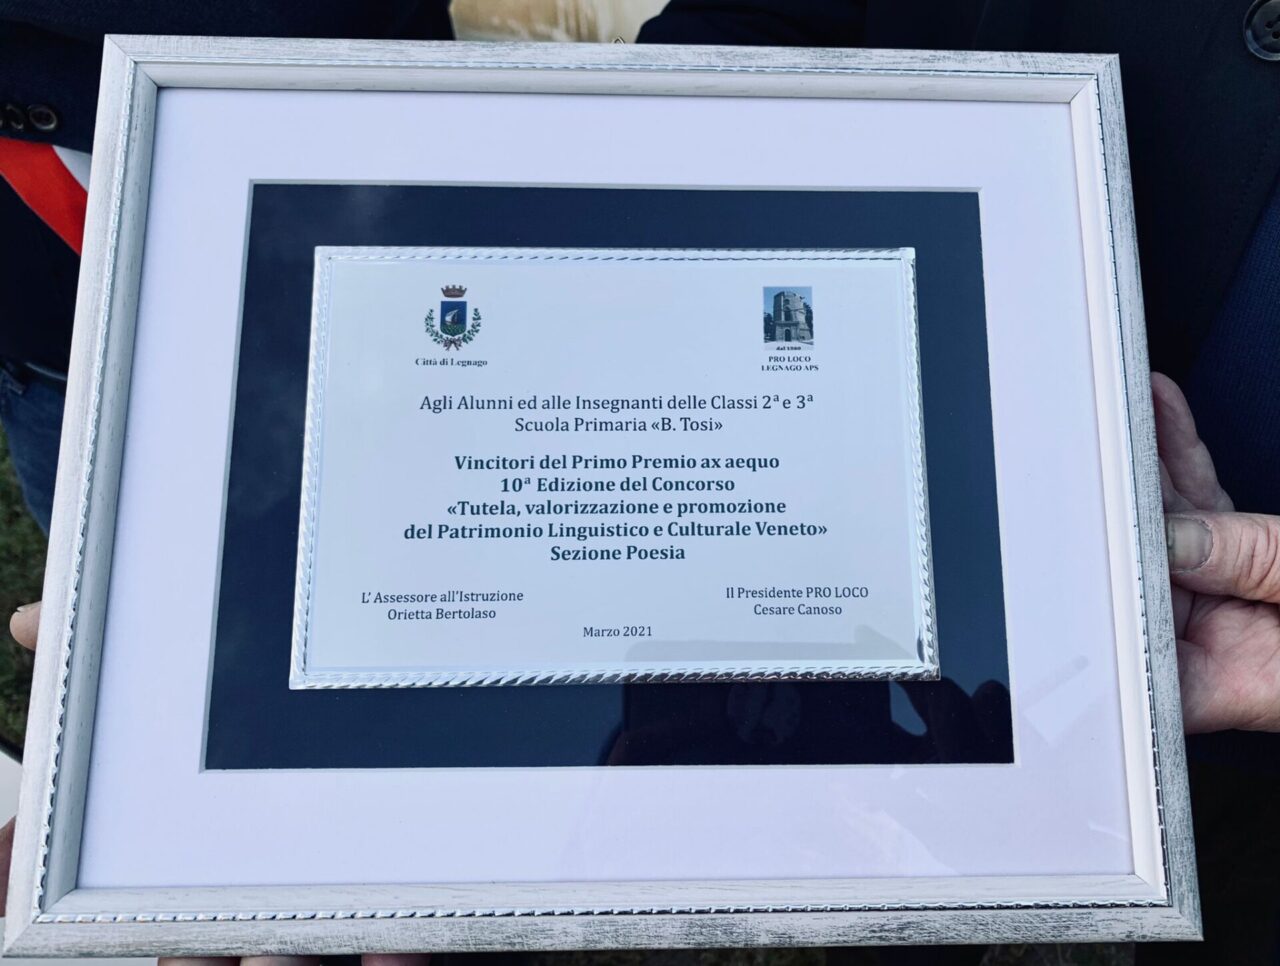 Città di Legnago
dal 1980
PRO LOCO
LEGNAGO APS
Agli Alunni ed alle Insegnanti delle Classi 2ª e 3ª
Scuola Primaria «B. Tosi»
Vincitori del Primo Premio ax aequo
10ª Edizione del Concorso
«Tutela, valorizzazione e promozione
del Patrimonio Linguistico e Culturale Veneto»
Sezione Poesia
L' Assessore all'Istruzione
Orietta Bertolaso
Il Presidente PRO LOCO
Cesare Canoso
Marzo 2021